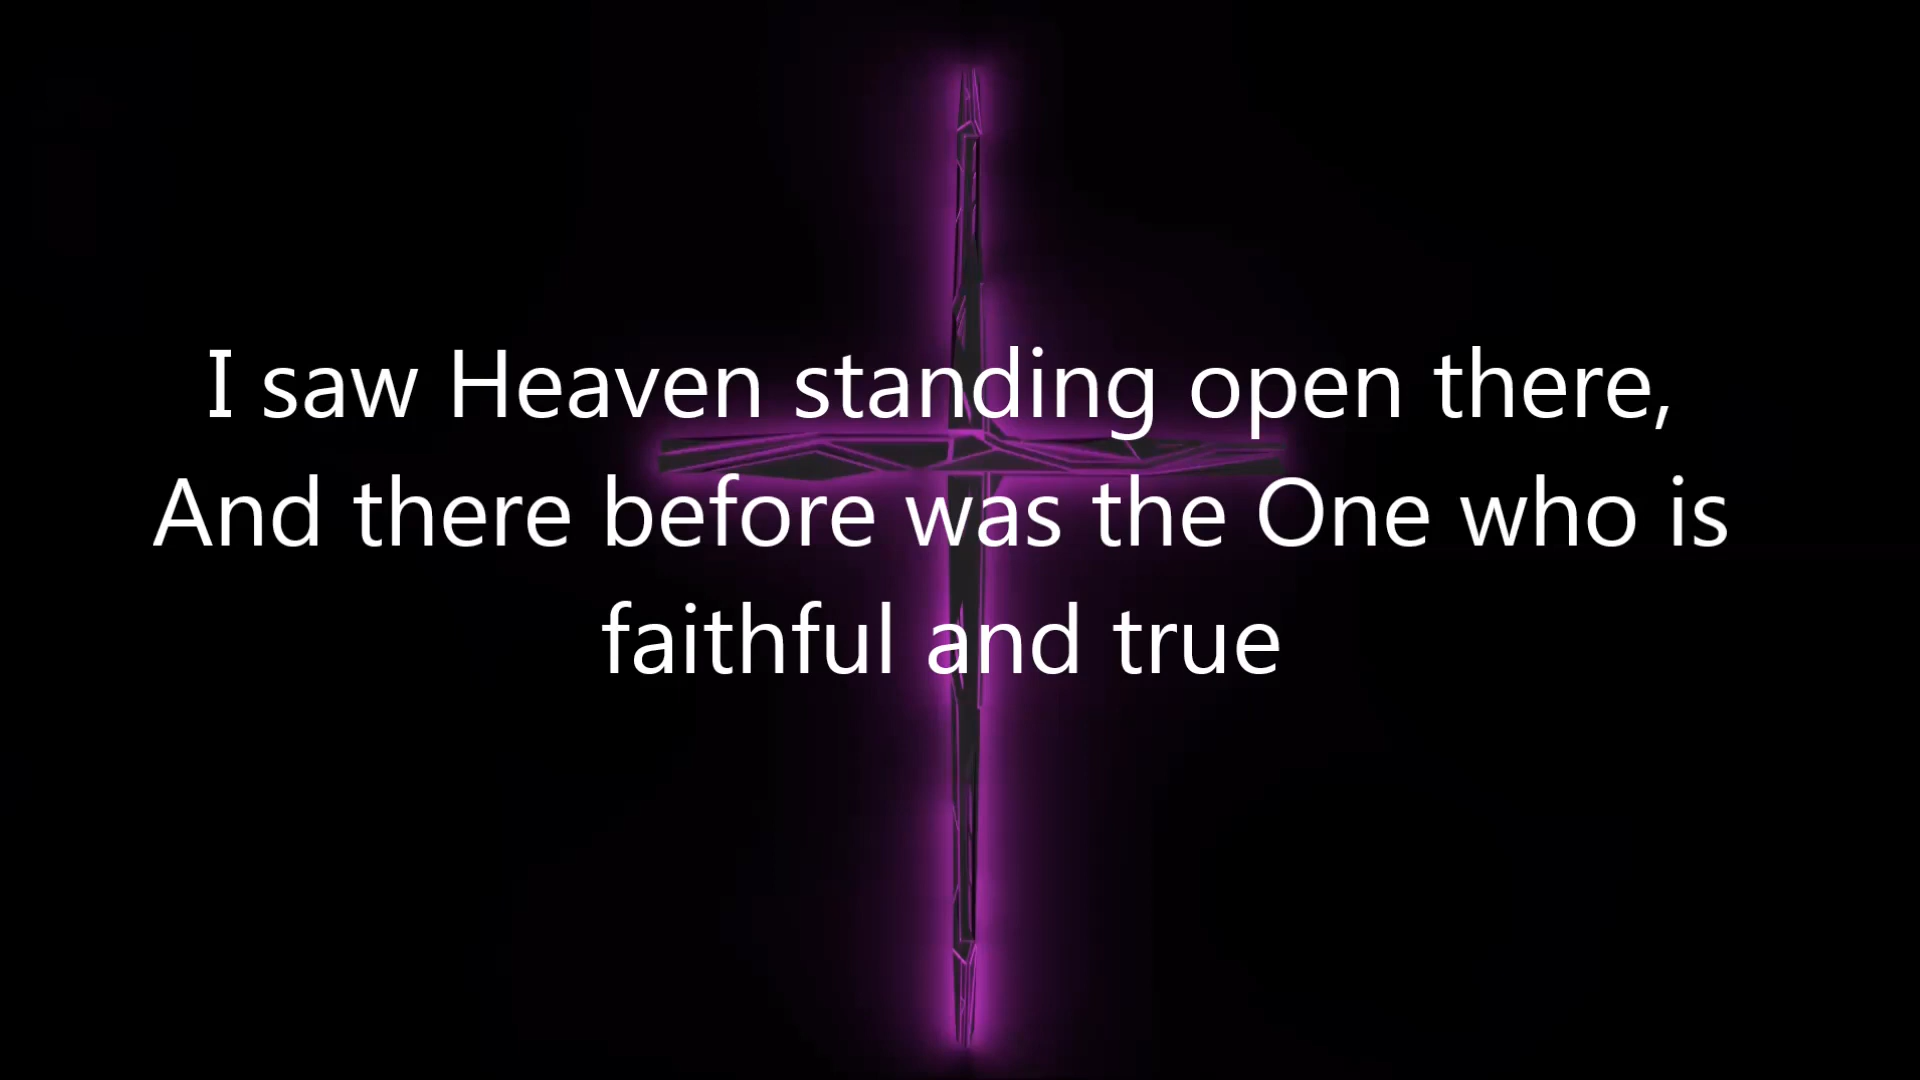 I saw Heaven standing open there,
And there before was the One who is
faithful and true